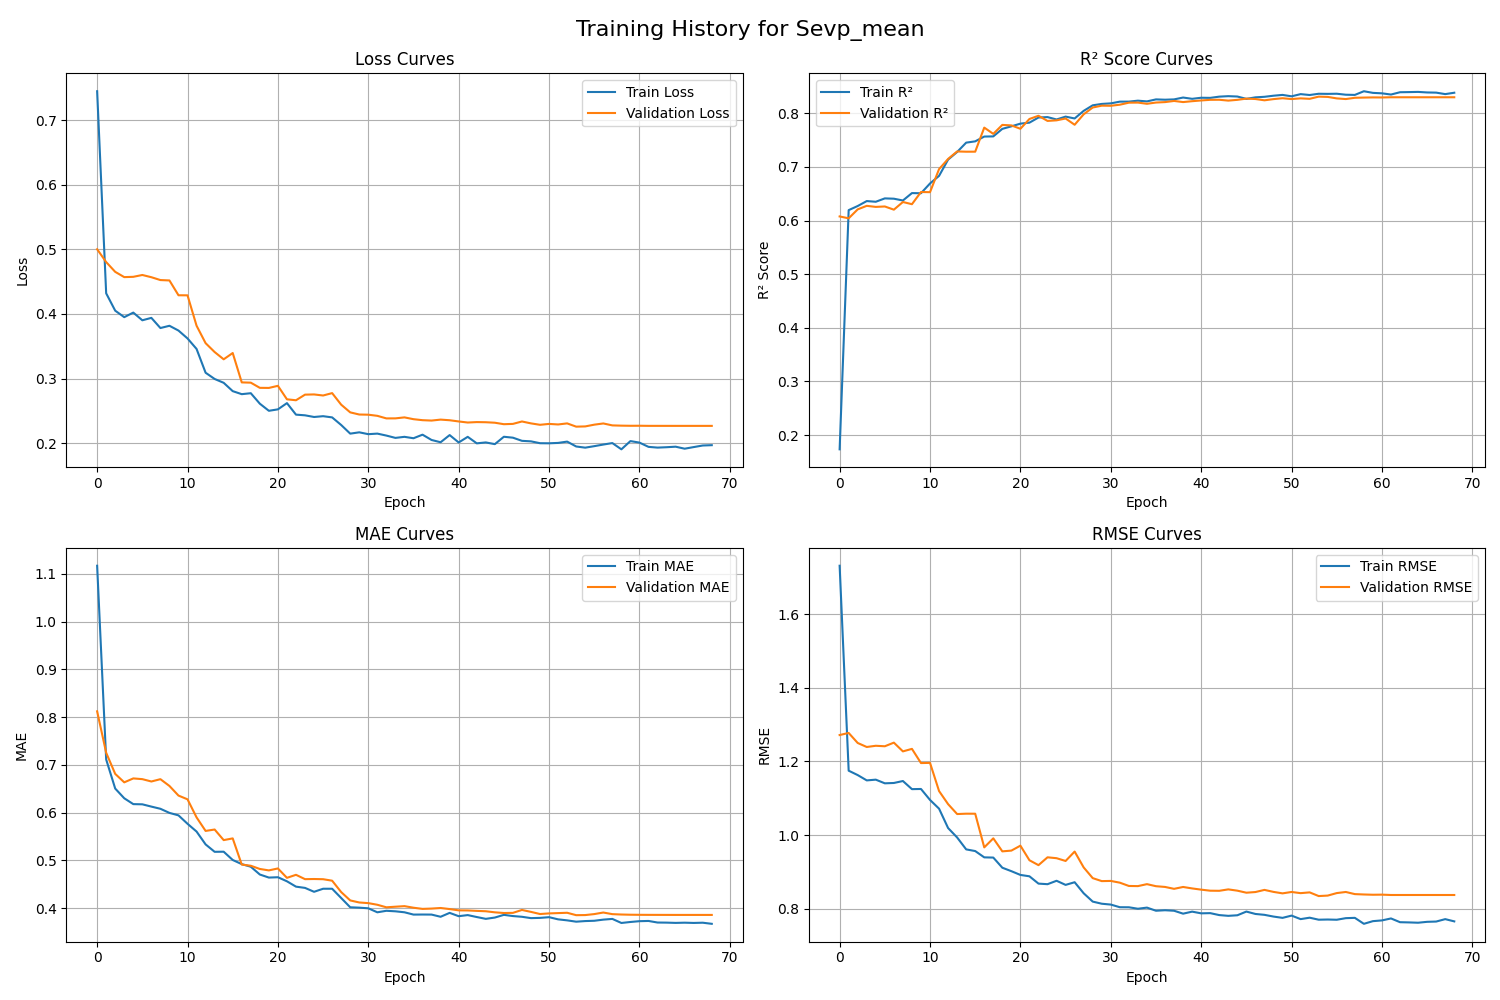 Training History for Sevp_mean
Loss Curves
Train Loss
Validation Loss
0.7
0.6
0.5
0.4
0.3
0.2
Loss
0 10 20 30 40 50 60 70
Epoch
R² Score Curves
Train R²
Validation R²
0.8
0.7
0.6
0.5
0.4
0.3
0.2
R² Score
0 10 20 30 40 50 60 70
Epoch
MAE Curves
Train MAE
Validation MAE
1.1
1.0
0.9
0.8
0.7
0.6
0.5
0.4
MAE
0 10 20 30 40 50 60 70
Epoch
RMSE Curves
Train RMSE
Validation RMSE
1.6
1.4
1.2
1.0
0.8
RMSE
0 10 20 30 40 50 60 70
Epoch